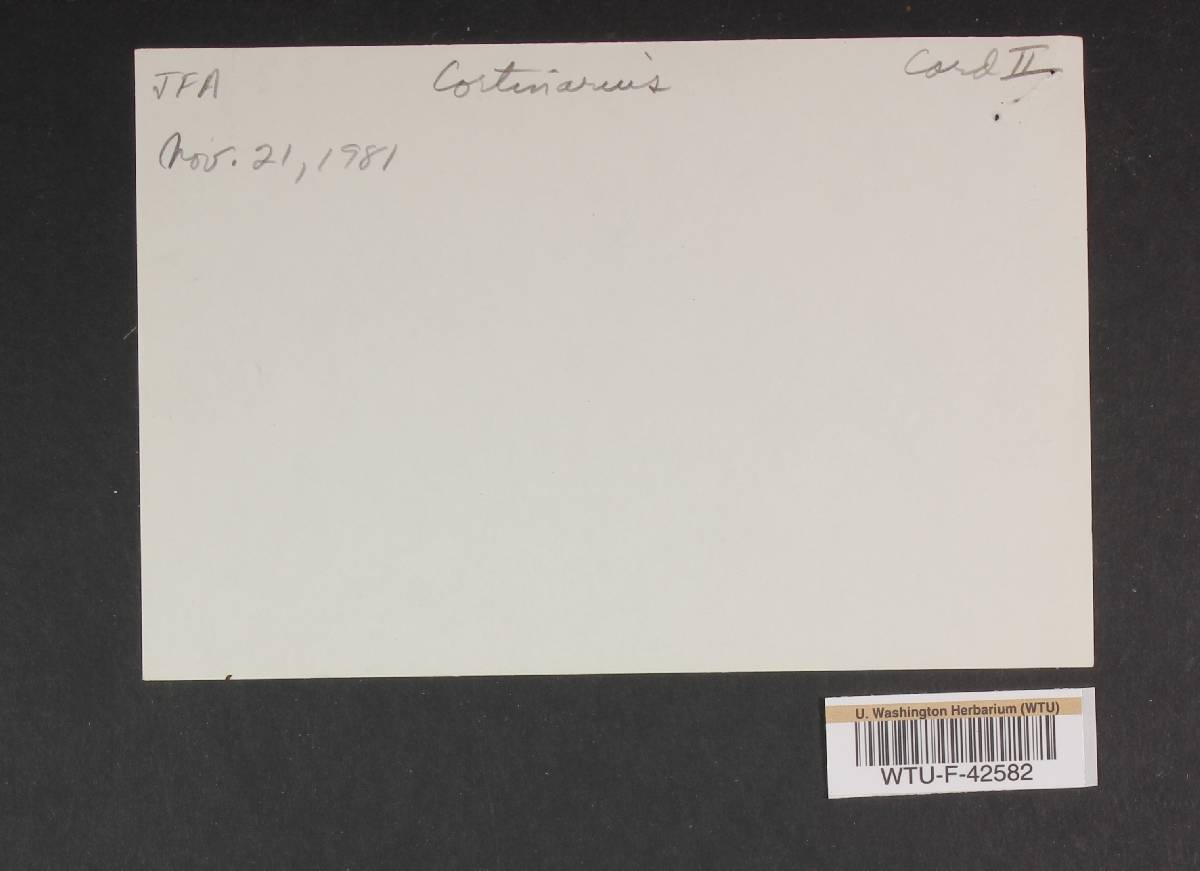 JFA Cortinarius Card II
Nov. 21, 1981
U. Washington Herbarium (WTU)
WTU-F-42582